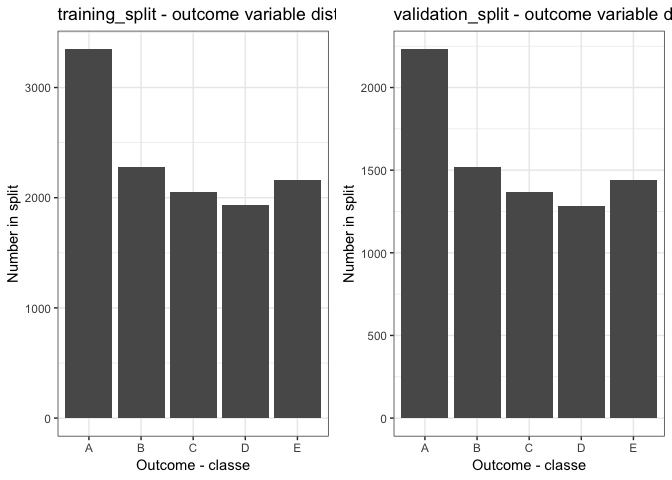 training_split - outcome variable dist
Number in split
3000
2000
1000
0
A B C D E
Outcome - classe
validation_split - outcome variable d
Number in split
2000
1500
1000
500
0
A B C D E
Outcome - classe